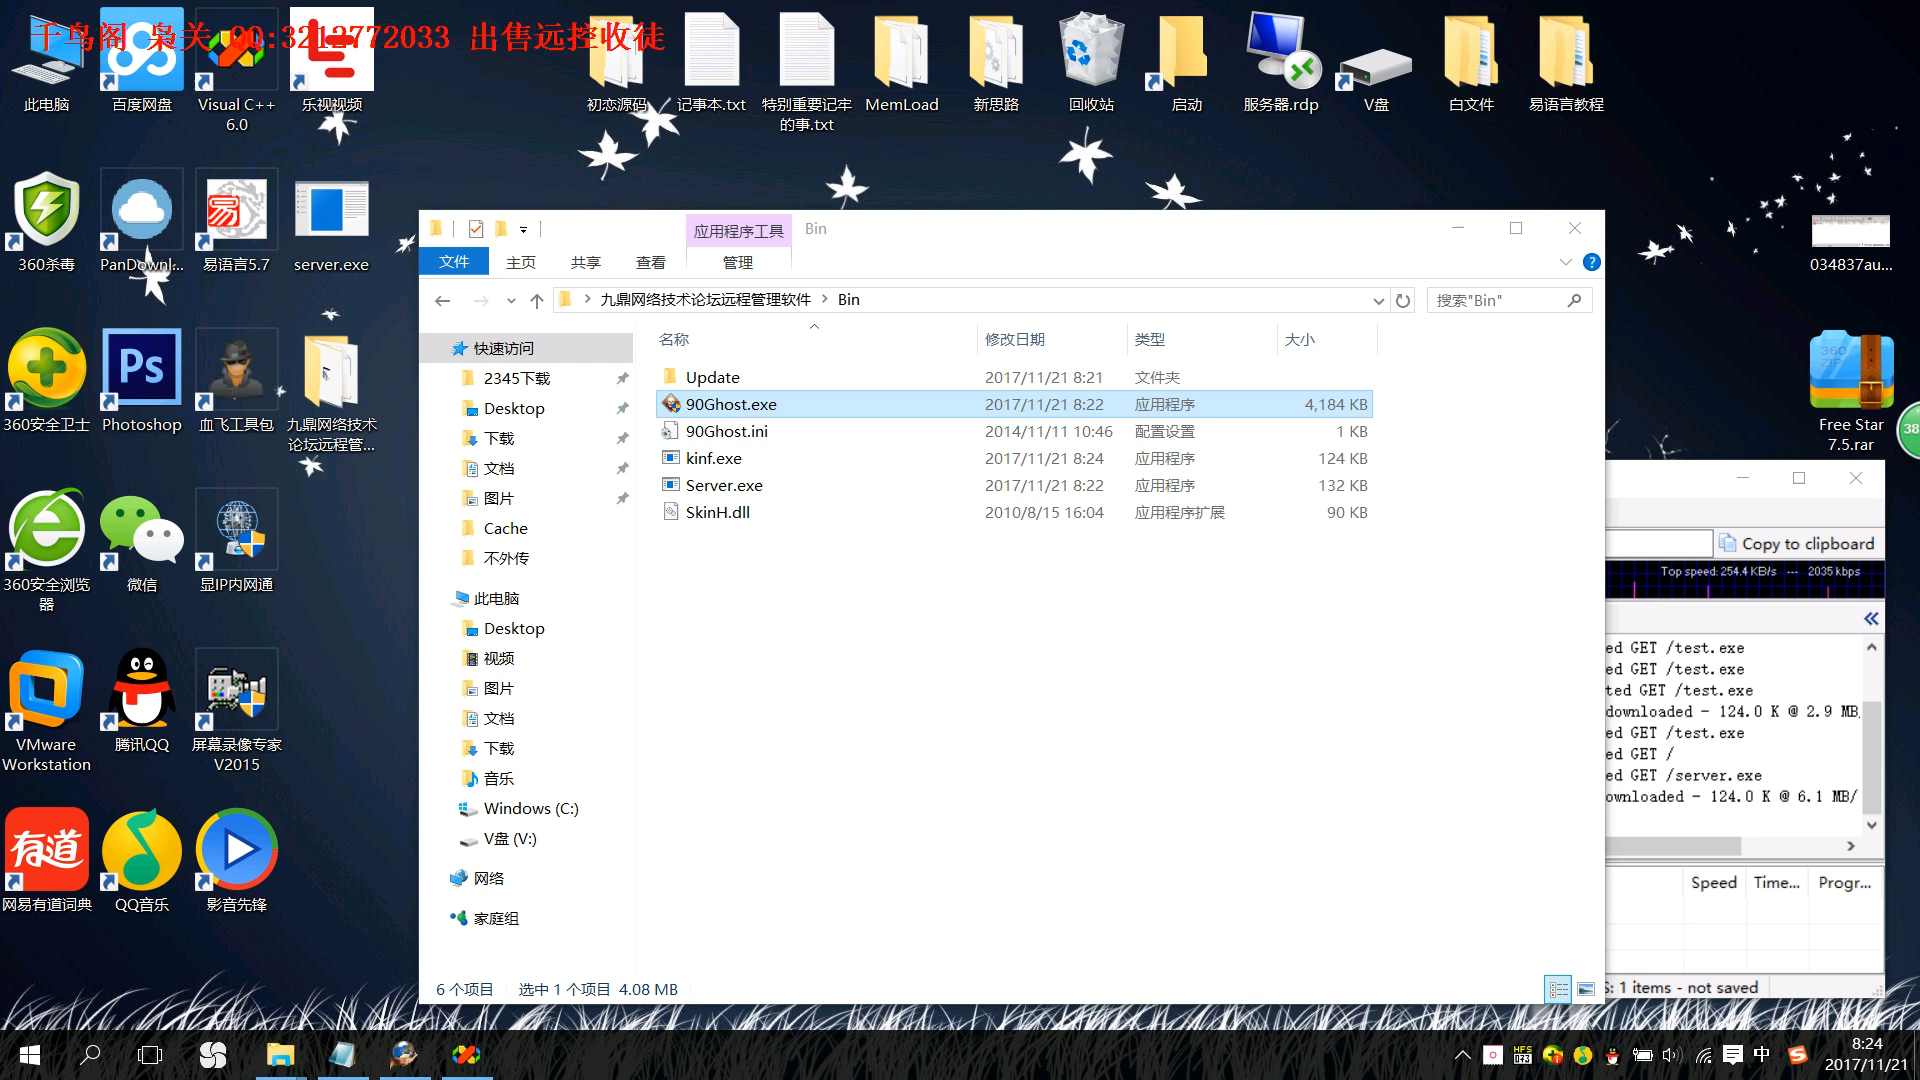 千鸟阁 枭关 QQ:3212772033 出售远控收徒
此电脑
百度网盘
Visual C++ 6.0
乐视视频
初恋源码
记事本.txt
特别重要记牢的事.txt
MemLoad
新思路
回收站
启动
服务器.rdp
V盘
白文件
易语言教程
360杀毒
PanDownl...
易语言5.7
server.exe
034837au...
360安全卫士
Ps
Photoshop
血飞工具包
九鼎网络技术论坛远程管...
360 ZIP
Free Star 7.5.rar
38
360安全浏览器
微信
显IP内网通
VMware Workstation
腾讯QQ
屏幕录像专家 V2015
有道
网易有道词典
QQ音乐
影音先锋
应用程序工具
Bin
文件
主页
共享
查看
管理
九鼎网络技术论坛远程管理软件 > Bin
搜索"Bin"
名称 修改日期 类型 大小
Update 2017/11/21 8:21 文件夹
90Ghost.exe 2017/11/21 8:22 应用程序 4,184 KB
90Ghost.ini 2014/11/11 10:46 配置设置 1 KB
kinf.exe 2017/11/21 8:24 应用程序 124 KB
Server.exe 2017/11/21 8:22 应用程序 132 KB
SkinH.dll 2010/8/15 16:04 应用程序扩展 90 KB
快速访问
2345下载
Desktop
下载
文档
图片
Cache
不外传
此电脑
Desktop
视频
图片
文档
下载
音乐
Windows (C:)
V盘 (V:)
网络
家庭组
6 个项目 选中 1 个项目 4.08 MB
Copy to clipboard
Top speed: 254.4 KB/s --- 2035 kbps
ed GET /test.exe
ed GET /test.exe
ted GET /test.exe
downloaded - 124.0 K @ 2.9 MB
ed GET /test.exe
ed GET /
ed GET /server.exe
ownloaded - 124.0 K @ 6.1 MB/
Speed Time... Progr...
S: 1 items - not saved
HFS
中
8:24
2017/11/21